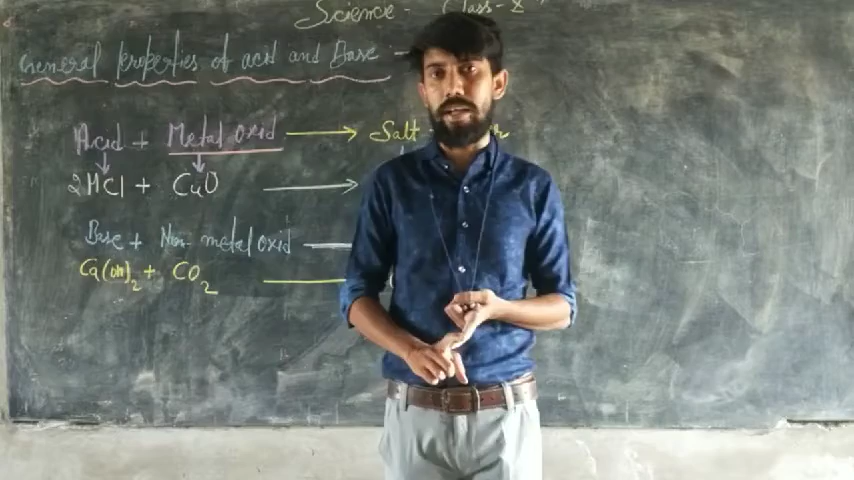 Science - Class-X
General properties of acid and Base -
Acid + Metal oxid → Salt
2HCl + CuO →
Base + Non-metal oxid
Ca(OH)₂ + CO₂